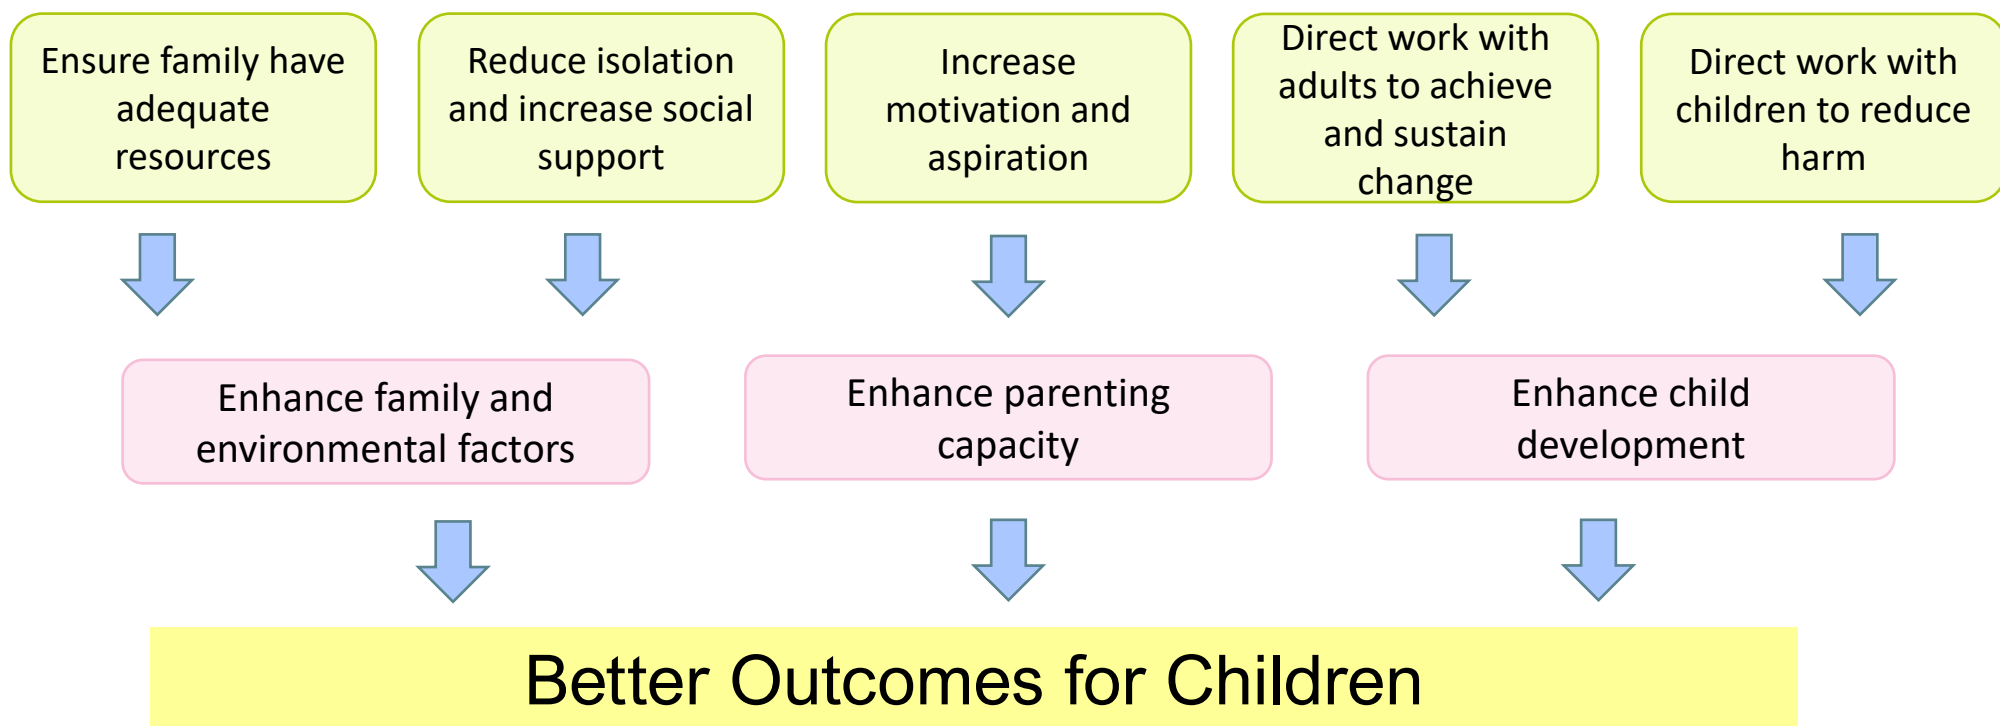 Ensure family have
adequate
resources
Reduce isolation
and increase social
support
Increase
motivation and
aspiration
Direct work with
adults to achieve
and sustain
change
Direct work with
children to reduce
harm
Enhance family and
environmental factors
Enhance parenting
capacity
Enhance child
development
Better Outcomes for Children